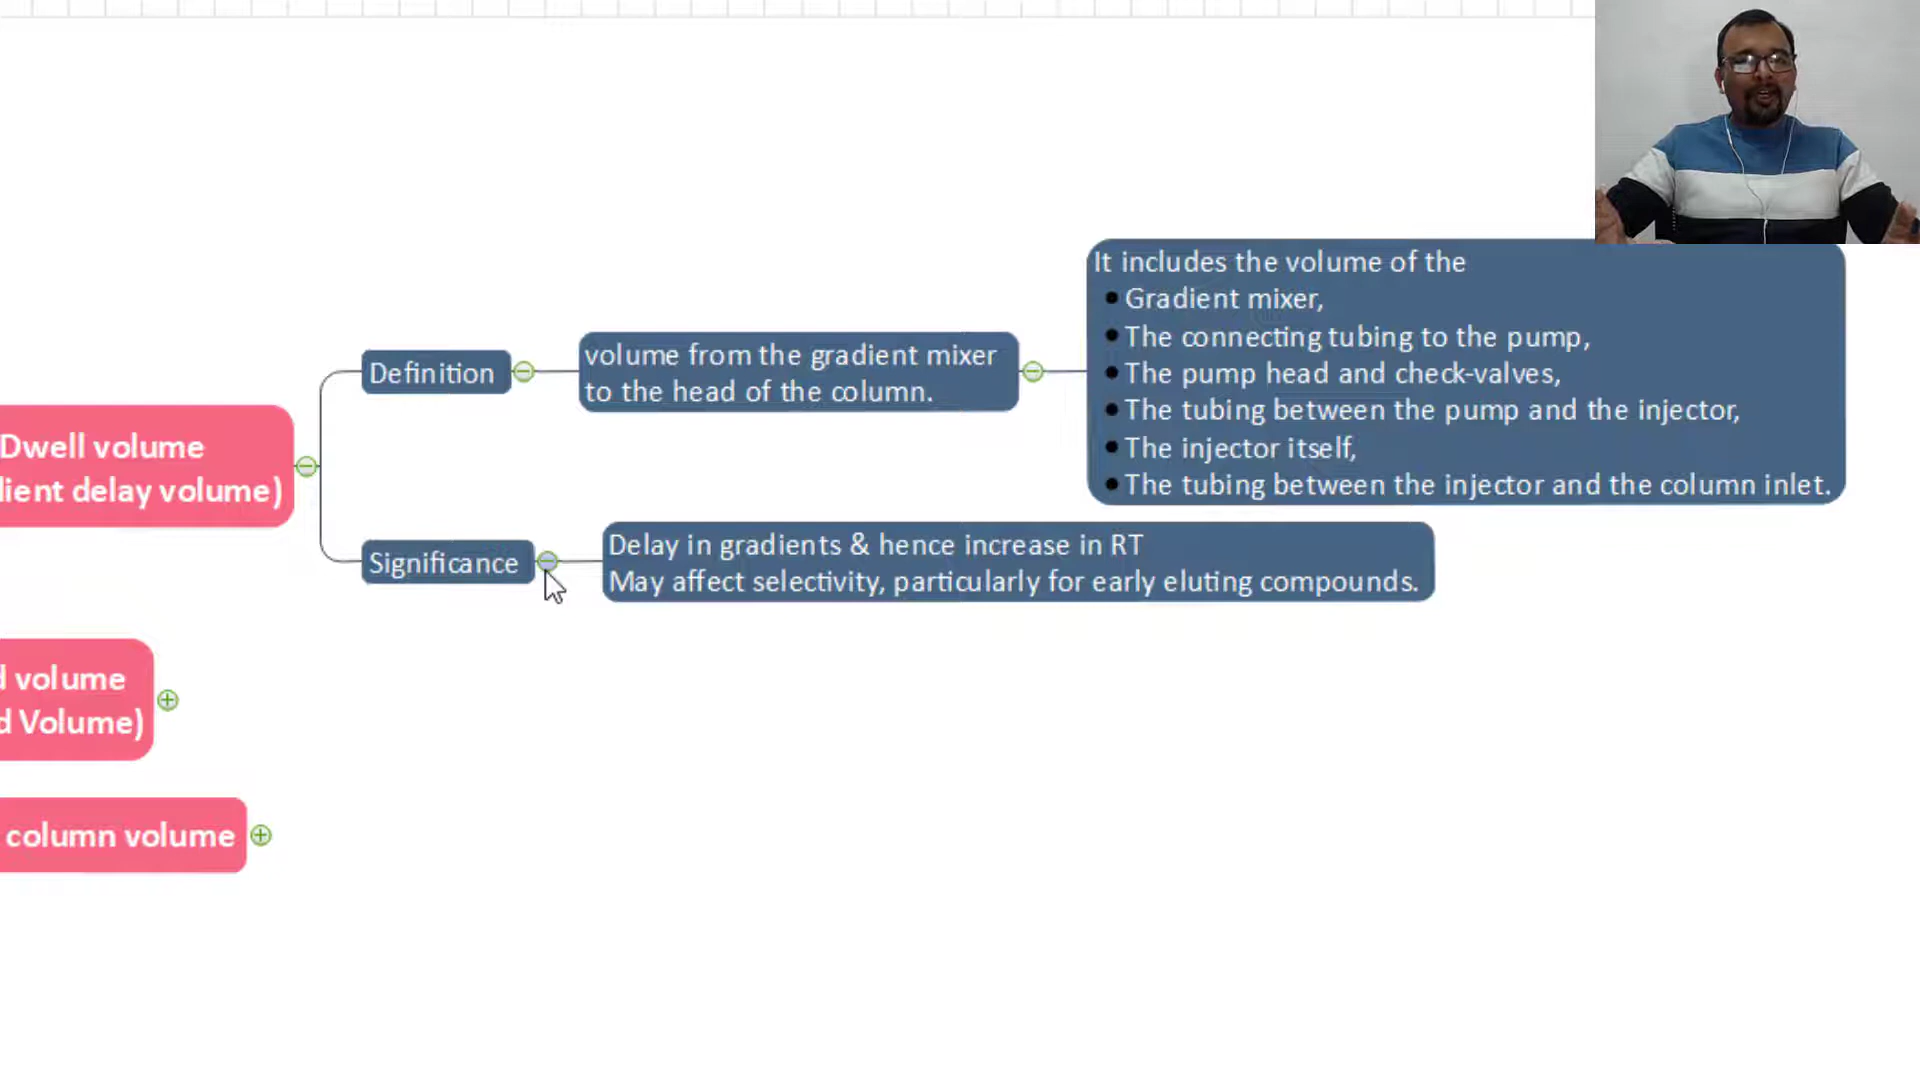 Dwell volume
delay volume)
Definition
volume from the gradient mixer
to the head of the column.
It includes the volume of the
• Gradient mixer,
• The connecting tubing to the pump,
• The pump head and check-valves,
• The tubing between the pump and the injector,
• The injector itself,
• The tubing between the injector and the column inlet.
Significance
Delay in gradients & hence increase in RT
May affect selectivity, particularly for early eluting compounds.
volume
Volume)
column volume